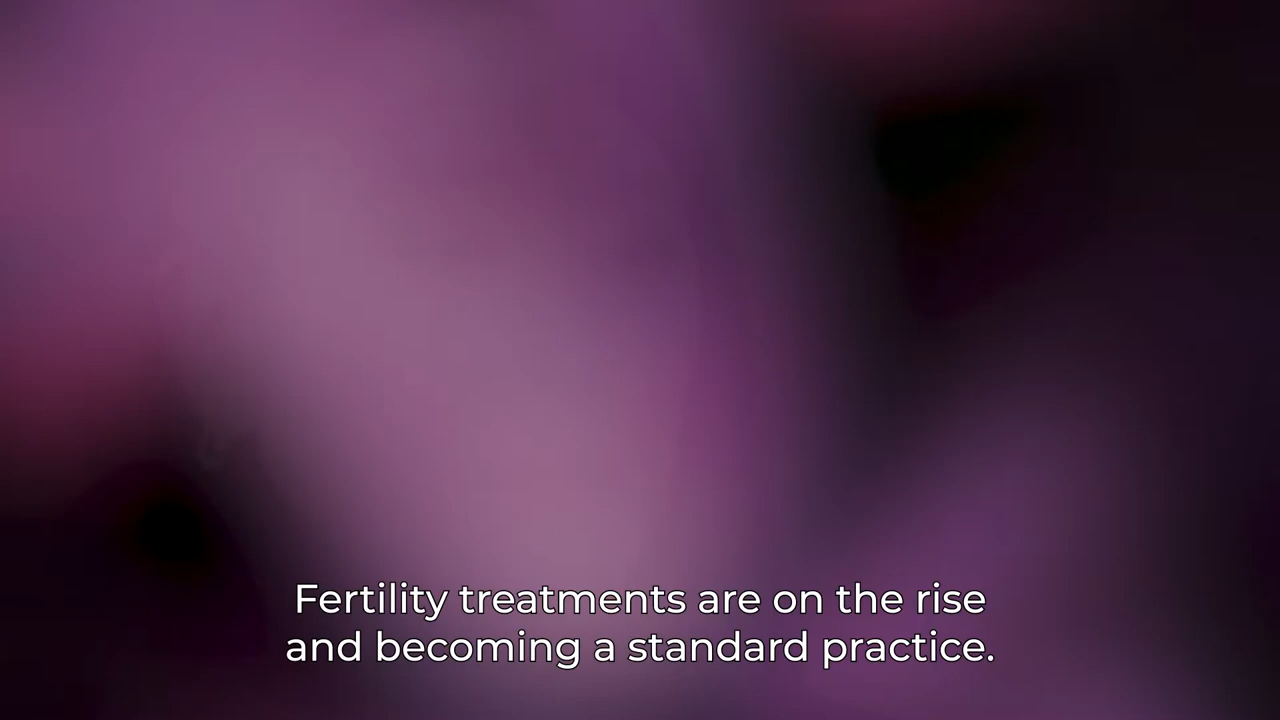 Fertility treatments are on the rise
and becoming a standard practice.